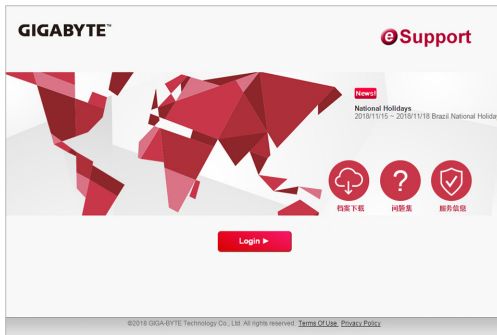 GIGABYTE™
eSupport
News!
National Holidays
2018/11/15 ~ 2018/11/18 Brazil National Holida
档案下载 问题集 服务信息
Login ►
©2018 GIGA-BYTE Technology Co., Ltd. All rights reserved. Terms Of Use Privacy Policy